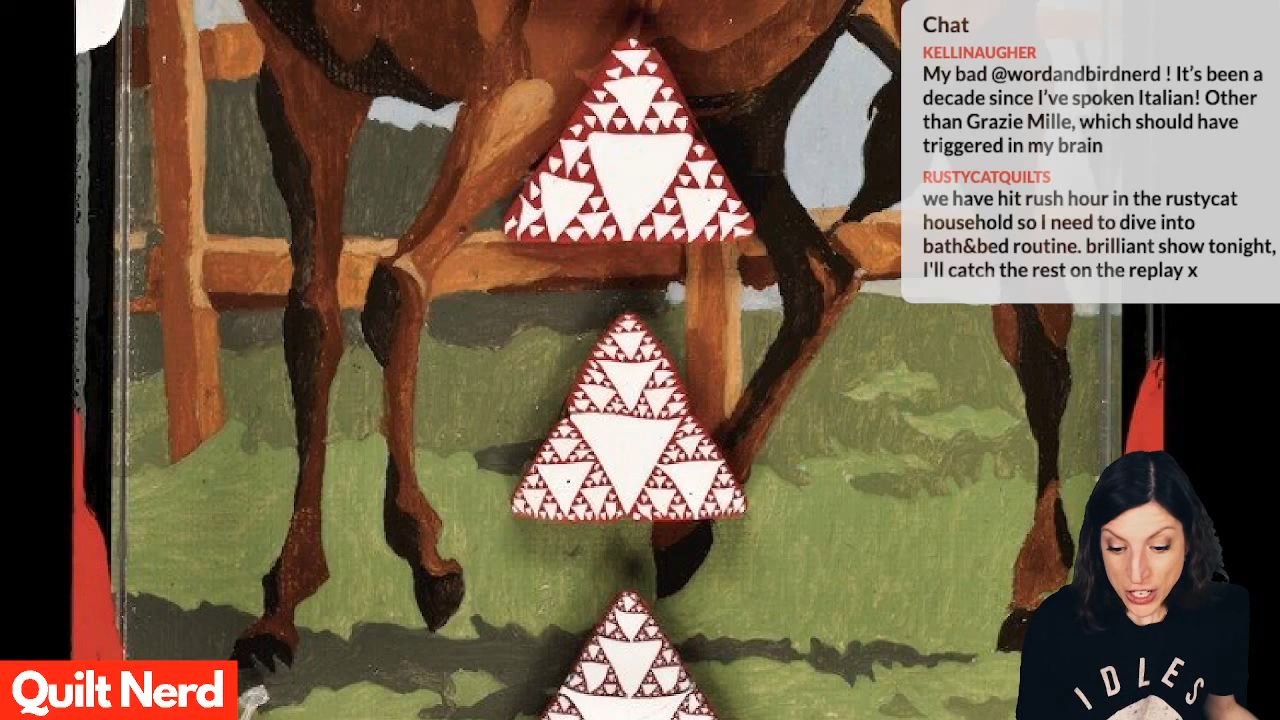 Chat
KELLINAUGHER
My bad @wordandbirdnerd ! It's been a
decade since I've spoken Italian! Other
than Grazie Mille, which should have
triggered in my brain
RUSTYCATQUILTS
we have hit rush hour in the rustycat
household so I need to dive into
bath&bed routine. brilliant show tonight,
I'll catch the rest on the replay x
IDLES
Quilt Nerd